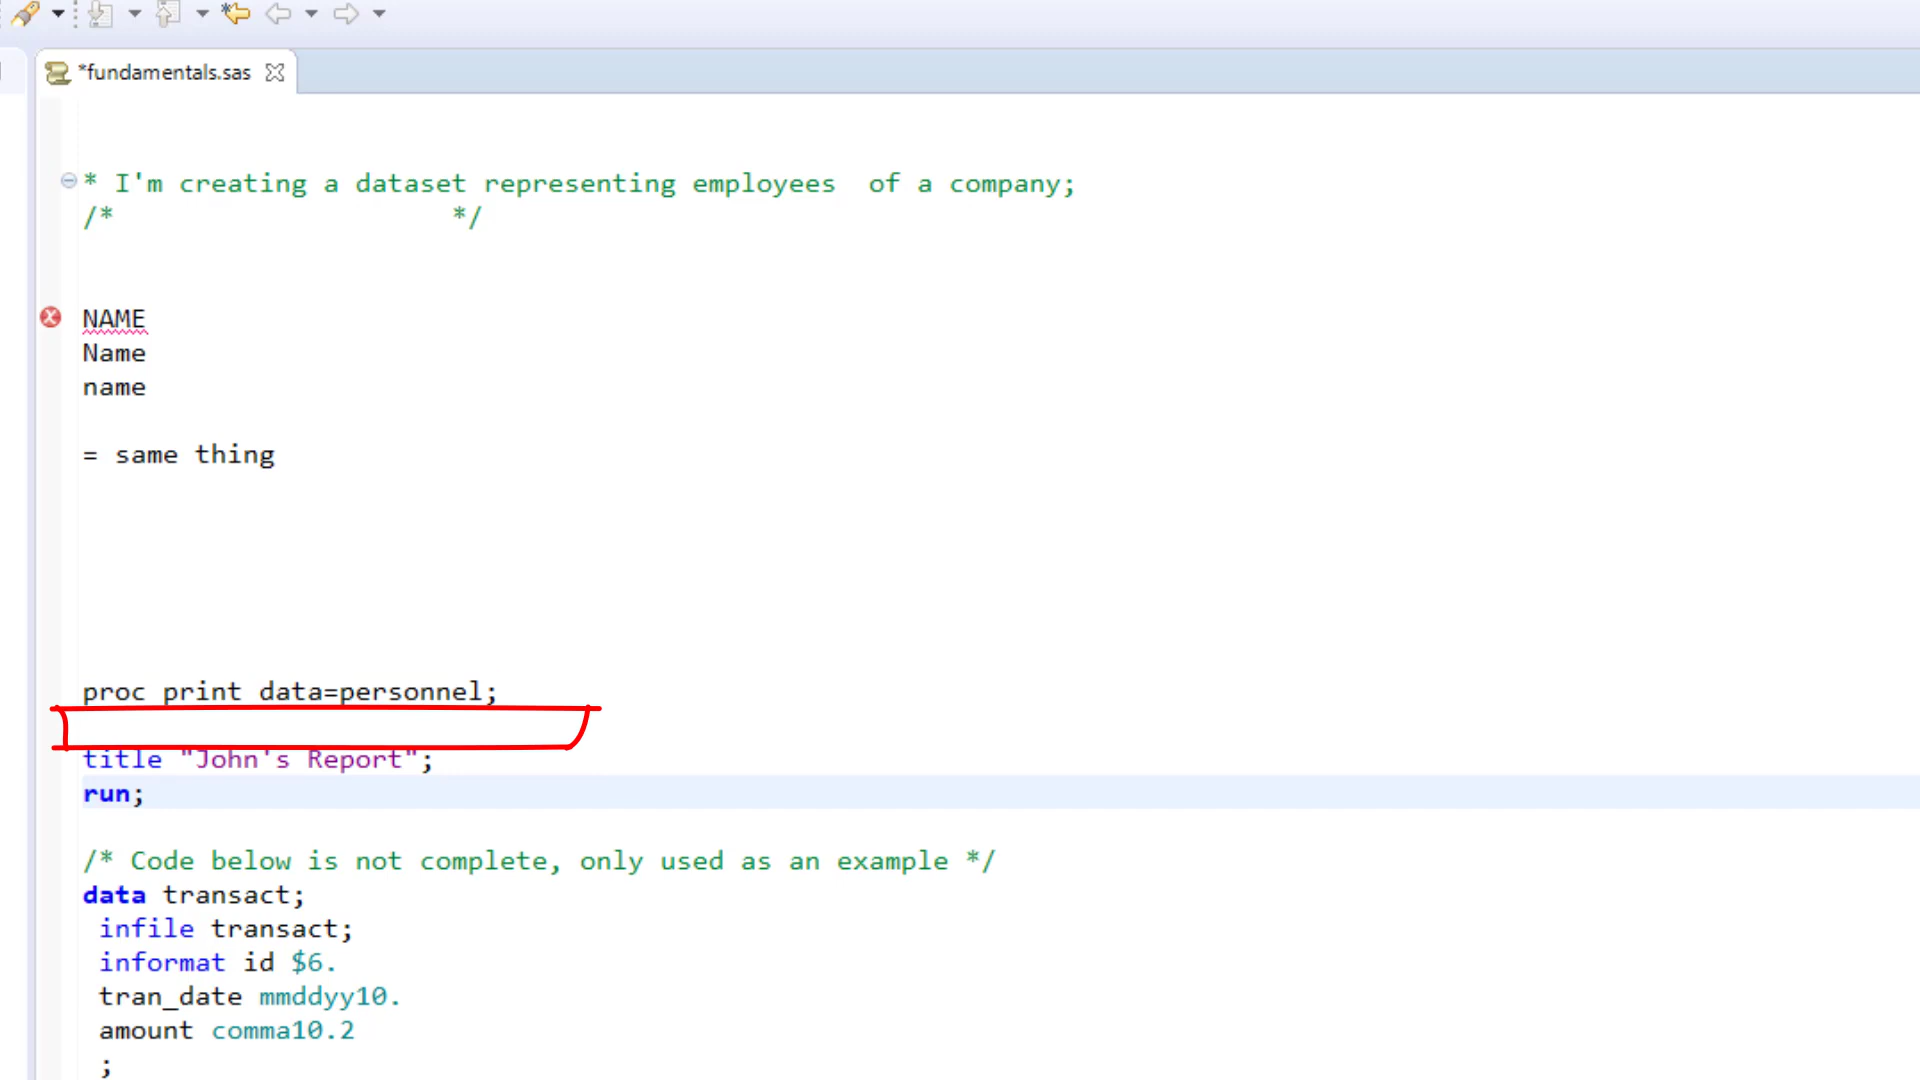 *fundamentals.sas
* I'm creating a dataset representing employees  of a company;
/*                     */
NAME
Name
name
= same thing
proc print data=personnel;
title "John's Report";
run;
/* Code below is not complete, only used as an example */
data transact;
infile transact;
informat id $6.
tran_date mmddyy10.
amount comma10.2
;